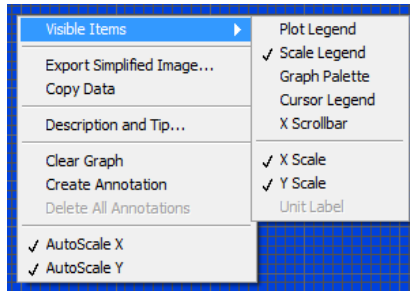 Visible Items
Export Simplified Image...
Copy Data
Description and Tip...
Clear Graph
Create Annotation
Delete All Annotations
✓ AutoScale X
✓ AutoScale Y
Plot Legend
✓ Scale Legend
Graph Palette
Cursor Legend
X Scrollbar
✓ X Scale
✓ Y Scale
Unit Label